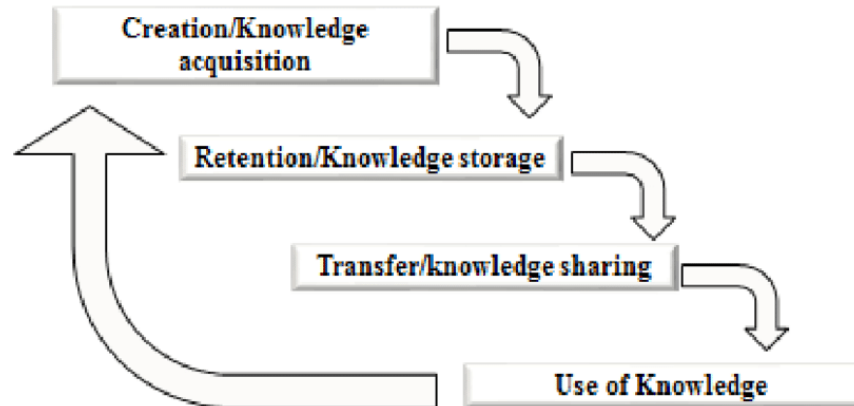 Creation/Knowledge
acquisition
Retention/Knowledge storage
Transfer/knowledge sharing
Use of Knowledge